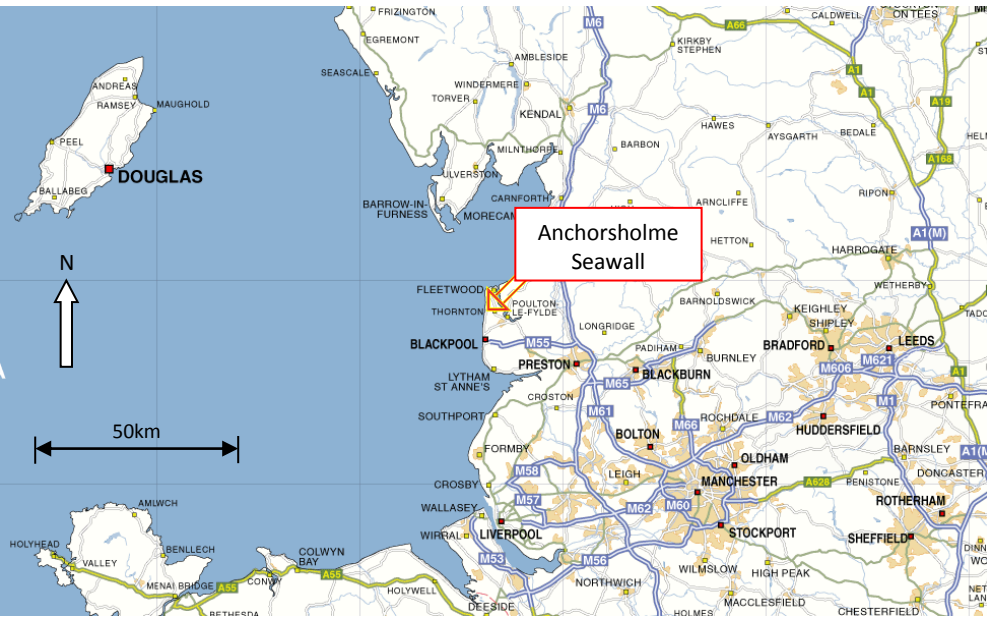 FRIZINGTON
M6
A66
CALDWELL
ON TEES
EGREMONT
KIRKBY
STEPHEN
AMBLESIDE
SEASCALE
A1
A1
WINDERMERE
TORVER
A19
ANDREAS
RAMSEY
MAUGHOLD
KENDAL
M6
HAWES
AYSGARTH
BEDALE
PEEL
MILNTHORPE
BARBON
A168
DOUGLAS
ULVERSTON
BALLABEG
CARNFORTH
ARNCLIFFE
RIPON
BARROW-IN-
FURNESS
Anchorsholme
Seawall
A1(M)
HETTON
HARROGATE
N
FLEETWOOD
WETHERBY
THORNTON
POULTON-
LE-FYLDE
BARNOLDSWICK
KEIGHLEY
SHIPLEY
LONGRIDGE
BLACKPOOL
M55
PADIHAM
BURNLEY
BRADFORD
LEEDS
M621
PRESTON
BLACKBURN
M606
A1
LYTHAM
ST ANNE'S
M65
CROSTON
M1
SOUTHPORT
M61
M66
ROCHDALE
M62
HUDDERSFIELD
50km
BOLTON
FORMBY
OLDHAM
BARNSLEY
M58
LEIGH
MANCHESTER
A628
PENISTONE
DONCASTER
CROSBY
M57
M62
M60
ROTHERHAM
AMLWCH
WALLASEY
LIVERPOOL
STOCKPORT
WIRRAL
SHEFFIELD
HOLYHEAD
VALLEY
BENLLECH
COLWYN
BAY
M53
M56
WILMSLOW
HIGH PEAK
MENAI BRIDGE
A55
CONWY
A55
HOLYWELL
NORTHWICH
MACCLESFIELD
DEESIDE
CHESTERFIELD
BETHESDA
HOLMES